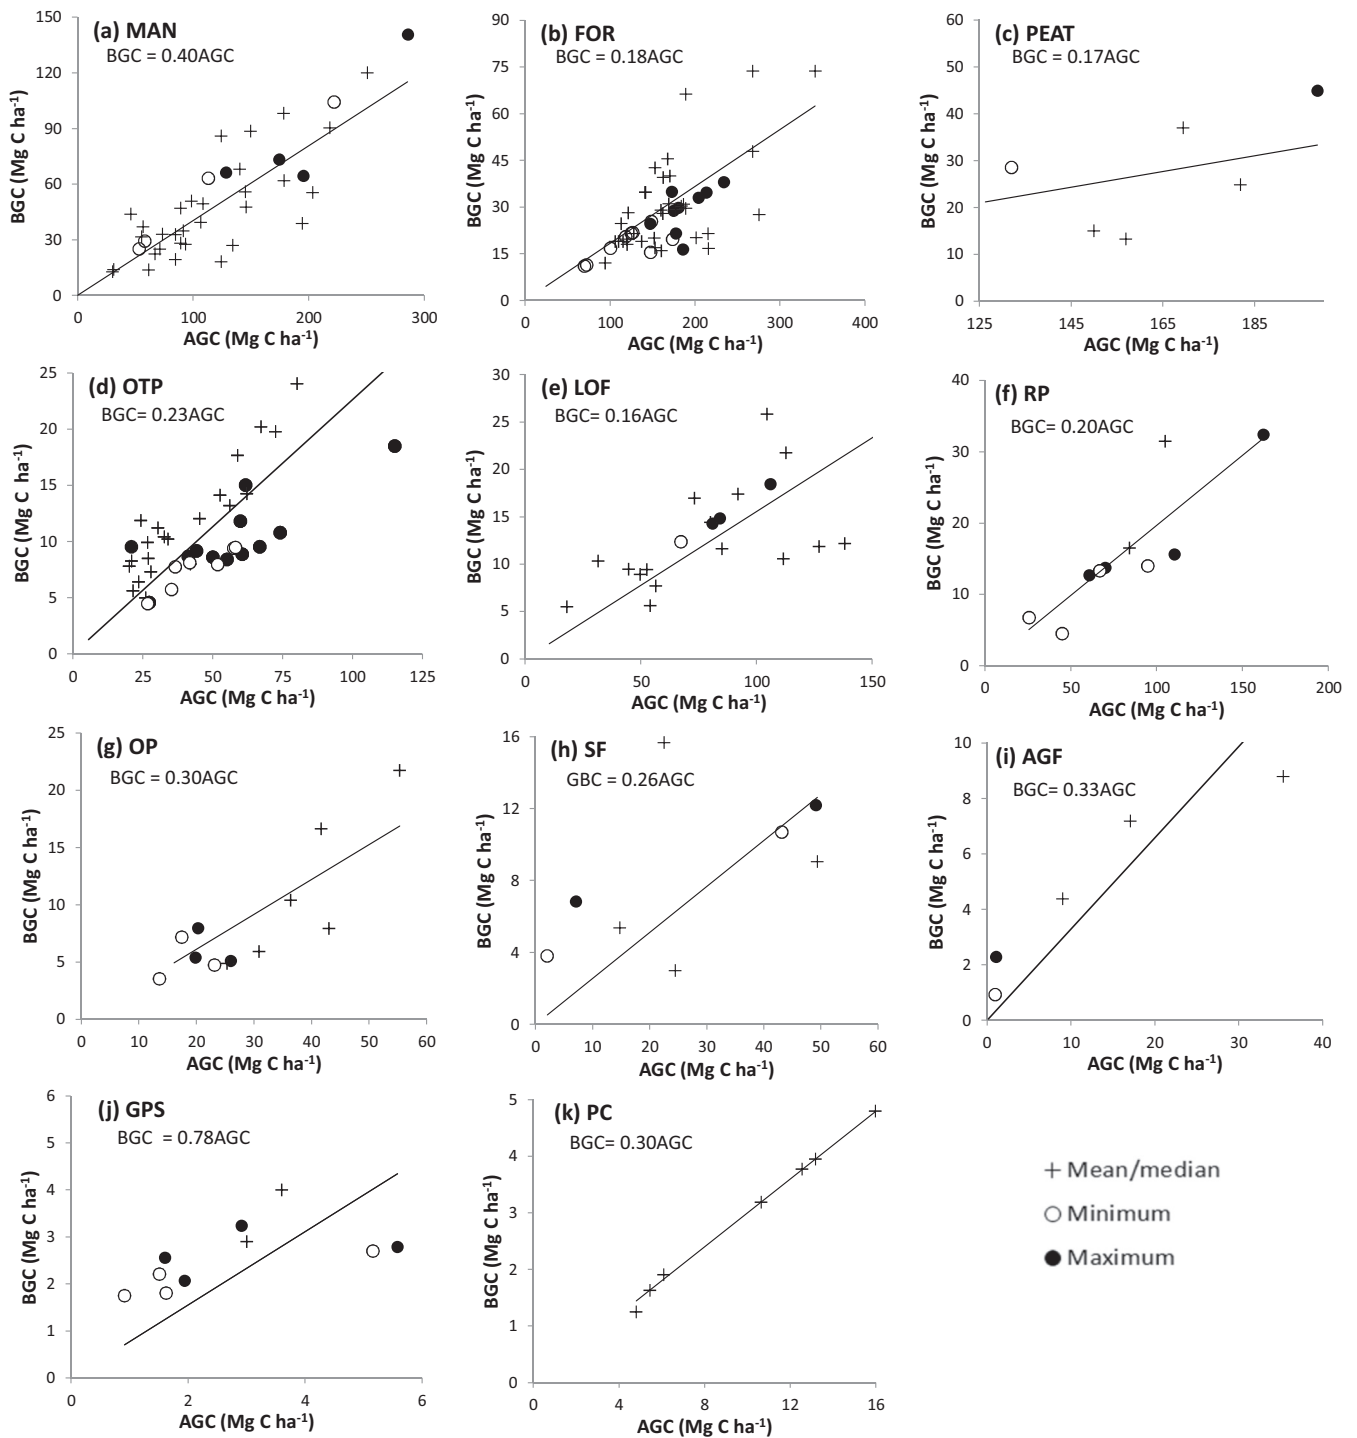 (a) MAN
BGC = 0.40AGC
150
120
90
60
30
0
BGC (Mg C ha⁻¹)
0 100 200 300
AGC (Mg C ha⁻¹)
(b) FOR
BGC = 0.18AGC
90
75
60
45
30
15
0
BGC (Mg C ha⁻¹)
0 100 200 300 400
AGC (Mg C ha⁻¹)
(c) PEAT
BGC = 0.17AGC
60
50
40
30
20
10
0
BGC (Mg C ha⁻¹)
125 145 165 185
AGC (Mg C ha⁻¹)
(d) OTP
BGC= 0.23AGC
25
20
15
10
5
0
BGC (Mg C ha⁻¹)
0 25 50 75 100 125
AGC (Mg C ha⁻¹)
(e) LOF
BGC= 0.16AGC
30
25
20
15
10
5
0
BGC (Mg C ha⁻¹)
0 50 100 150
AGC (Mg C ha⁻¹)
(f) RP
BGC= 0.20AGC
40
30
20
10
0
BGC (Mg C ha⁻¹)
0 50 100 150 200
AGC (Mg C ha⁻¹)
(g) OP
BGC = 0.30AGC
25
20
15
10
5
0
BGC (Mg C ha⁻¹)
0 10 20 30 40 50 60
AGC (Mg C ha⁻¹)
(h) SF
GBC = 0.26AGC
16
12
8
4
0
BGC (Mg C ha⁻¹)
0 10 20 30 40 50 60
AGC (Mg C ha⁻¹)
(i) AGF
BGC= 0.33AGC
10
8
6
4
2
0
BGC (Mg C ha⁻¹)
0 10 20 30 40
AGC (Mg C ha⁻¹)
(j) GPS
BGC = 0.78AGC
6
5
4
3
2
1
0
BGC (Mg C ha⁻¹)
0 2 4 6
AGC (Mg C ha⁻¹)
(k) PC
BGC= 0.30AGC
5
4
3
2
1
0
BGC (Mg C ha⁻¹)
0 4 8 12 16
AGC (Mg C ha⁻¹)
Mean/median
Minimum
Maximum